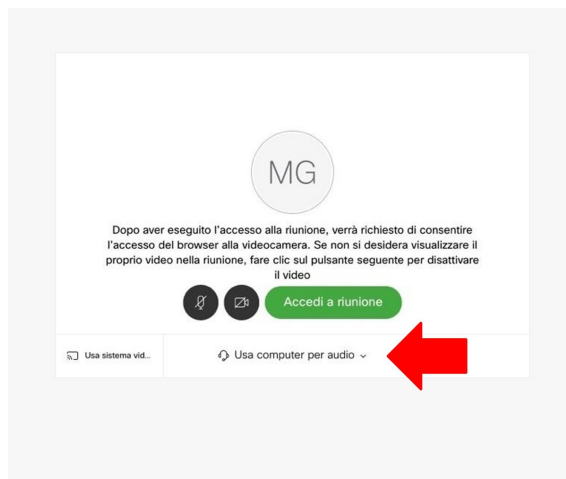 MG
Dopo aver eseguito l'accesso alla riunione, verrà richiesto di consentire
l'accesso del browser alla videocamera. Se non si desidera visualizzare il
proprio video nella riunione, fare clic sul pulsante seguente per disattivare
il video
Accedi a riunione
Usa sistema vid...
Usa computer per audio